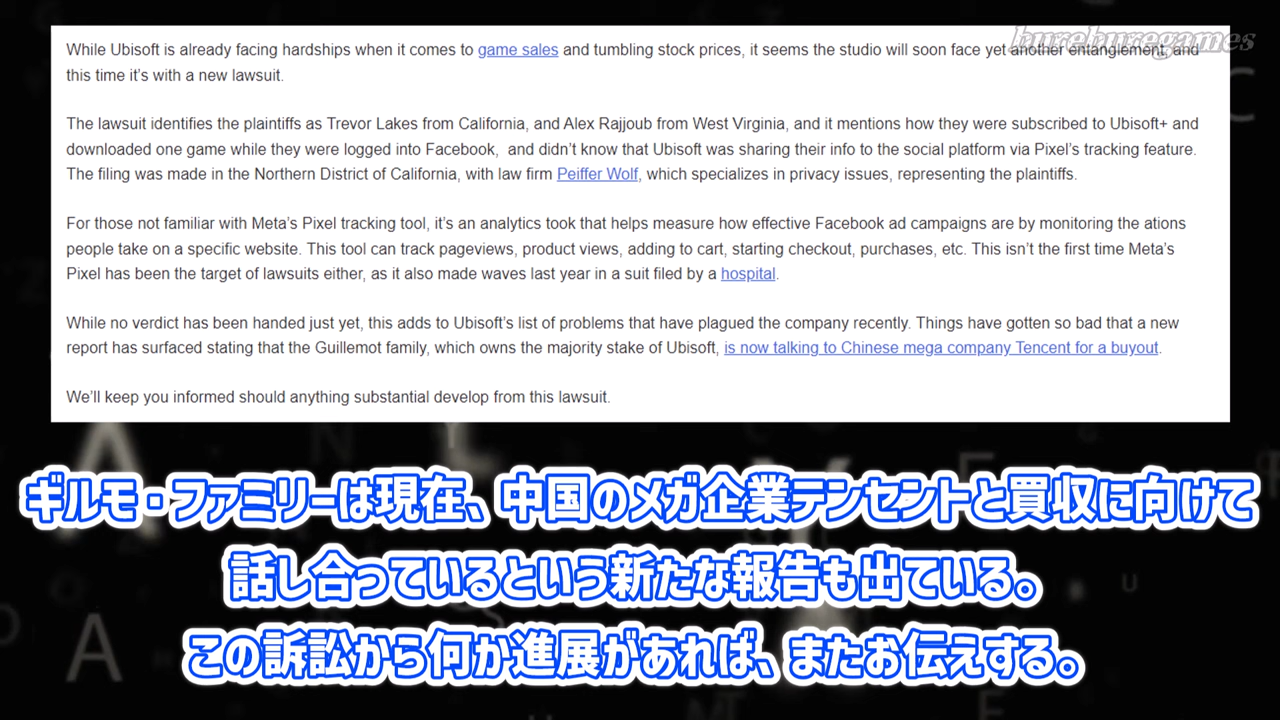 bureburegames
While Ubisoft is already facing hardships when it comes to game sales and tumbling stock prices, it seems the studio will soon face yet another entanglement, and
this time it's with a new lawsuit.
The lawsuit identifies the plaintiffs as Trevor Lakes from California, and Alex Rajjoub from West Virginia, and it mentions how they were subscribed to Ubisoft+ and
downloaded one game while they were logged into Facebook, and didn't know that Ubisoft was sharing their info to the social platform via Pixel's tracking feature.
The filing was made in the Northern District of California, with law firm Peiffer Wolf, which specializes in privacy issues, representing the plaintiffs.
For those not familiar with Meta's Pixel tracking tool, it's an analytics took that helps measure how effective Facebook ad campaigns are by monitoring the ations
people take on a specific website. This tool can track pageviews, product views, adding to cart, starting checkout, purchases, etc. This isn't the first time Meta's
Pixel has been the target of lawsuits either, as it also made waves last year in a suit filed by a hospital.
While no verdict has been handed just yet, this adds to Ubisoft's list of problems that have plagued the company recently. Things have gotten so bad that a new
report has surfaced stating that the Guillemot family, which owns the majority stake of Ubisoft, is now talking to Chinese mega company Tencent for a buyout.
We'll keep you informed should anything substantial develop from this lawsuit.
ギルモ・ファミリーは現在、中国のメガ企業テンセントと買収に向けて
話し合っているという新たな報告も出ている。
この訴訟から何か進展があれば、またお伝えする。